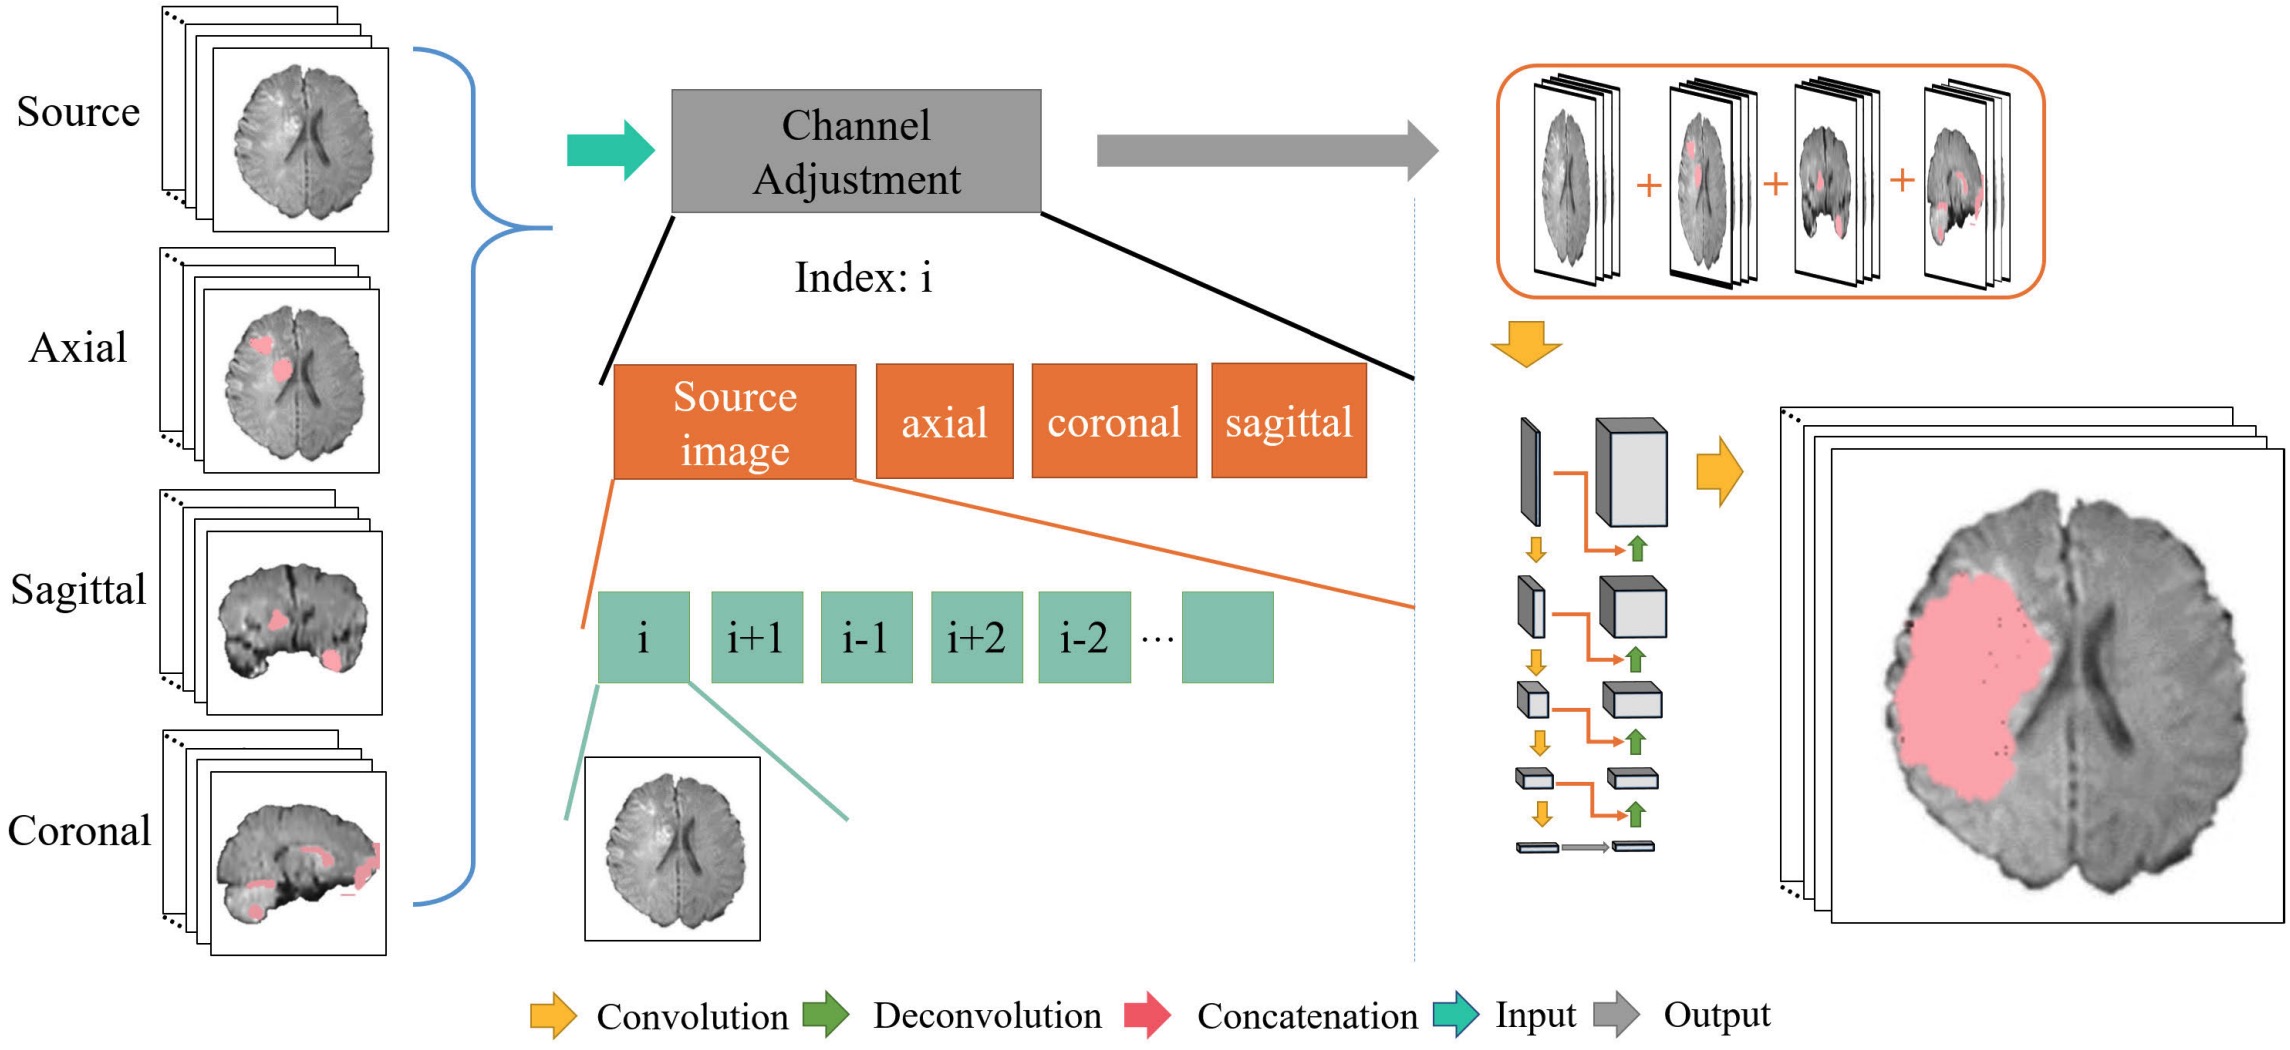 Source
Axial
Sagittal
Coronal
Channel
Adjustment
Index: i
Source
image
axial
coronal
sagittal
i
i+1
i-1
i+2
i-2
...
+
+
+
Convolution
Deconvolution
Concatenation
Input
Output